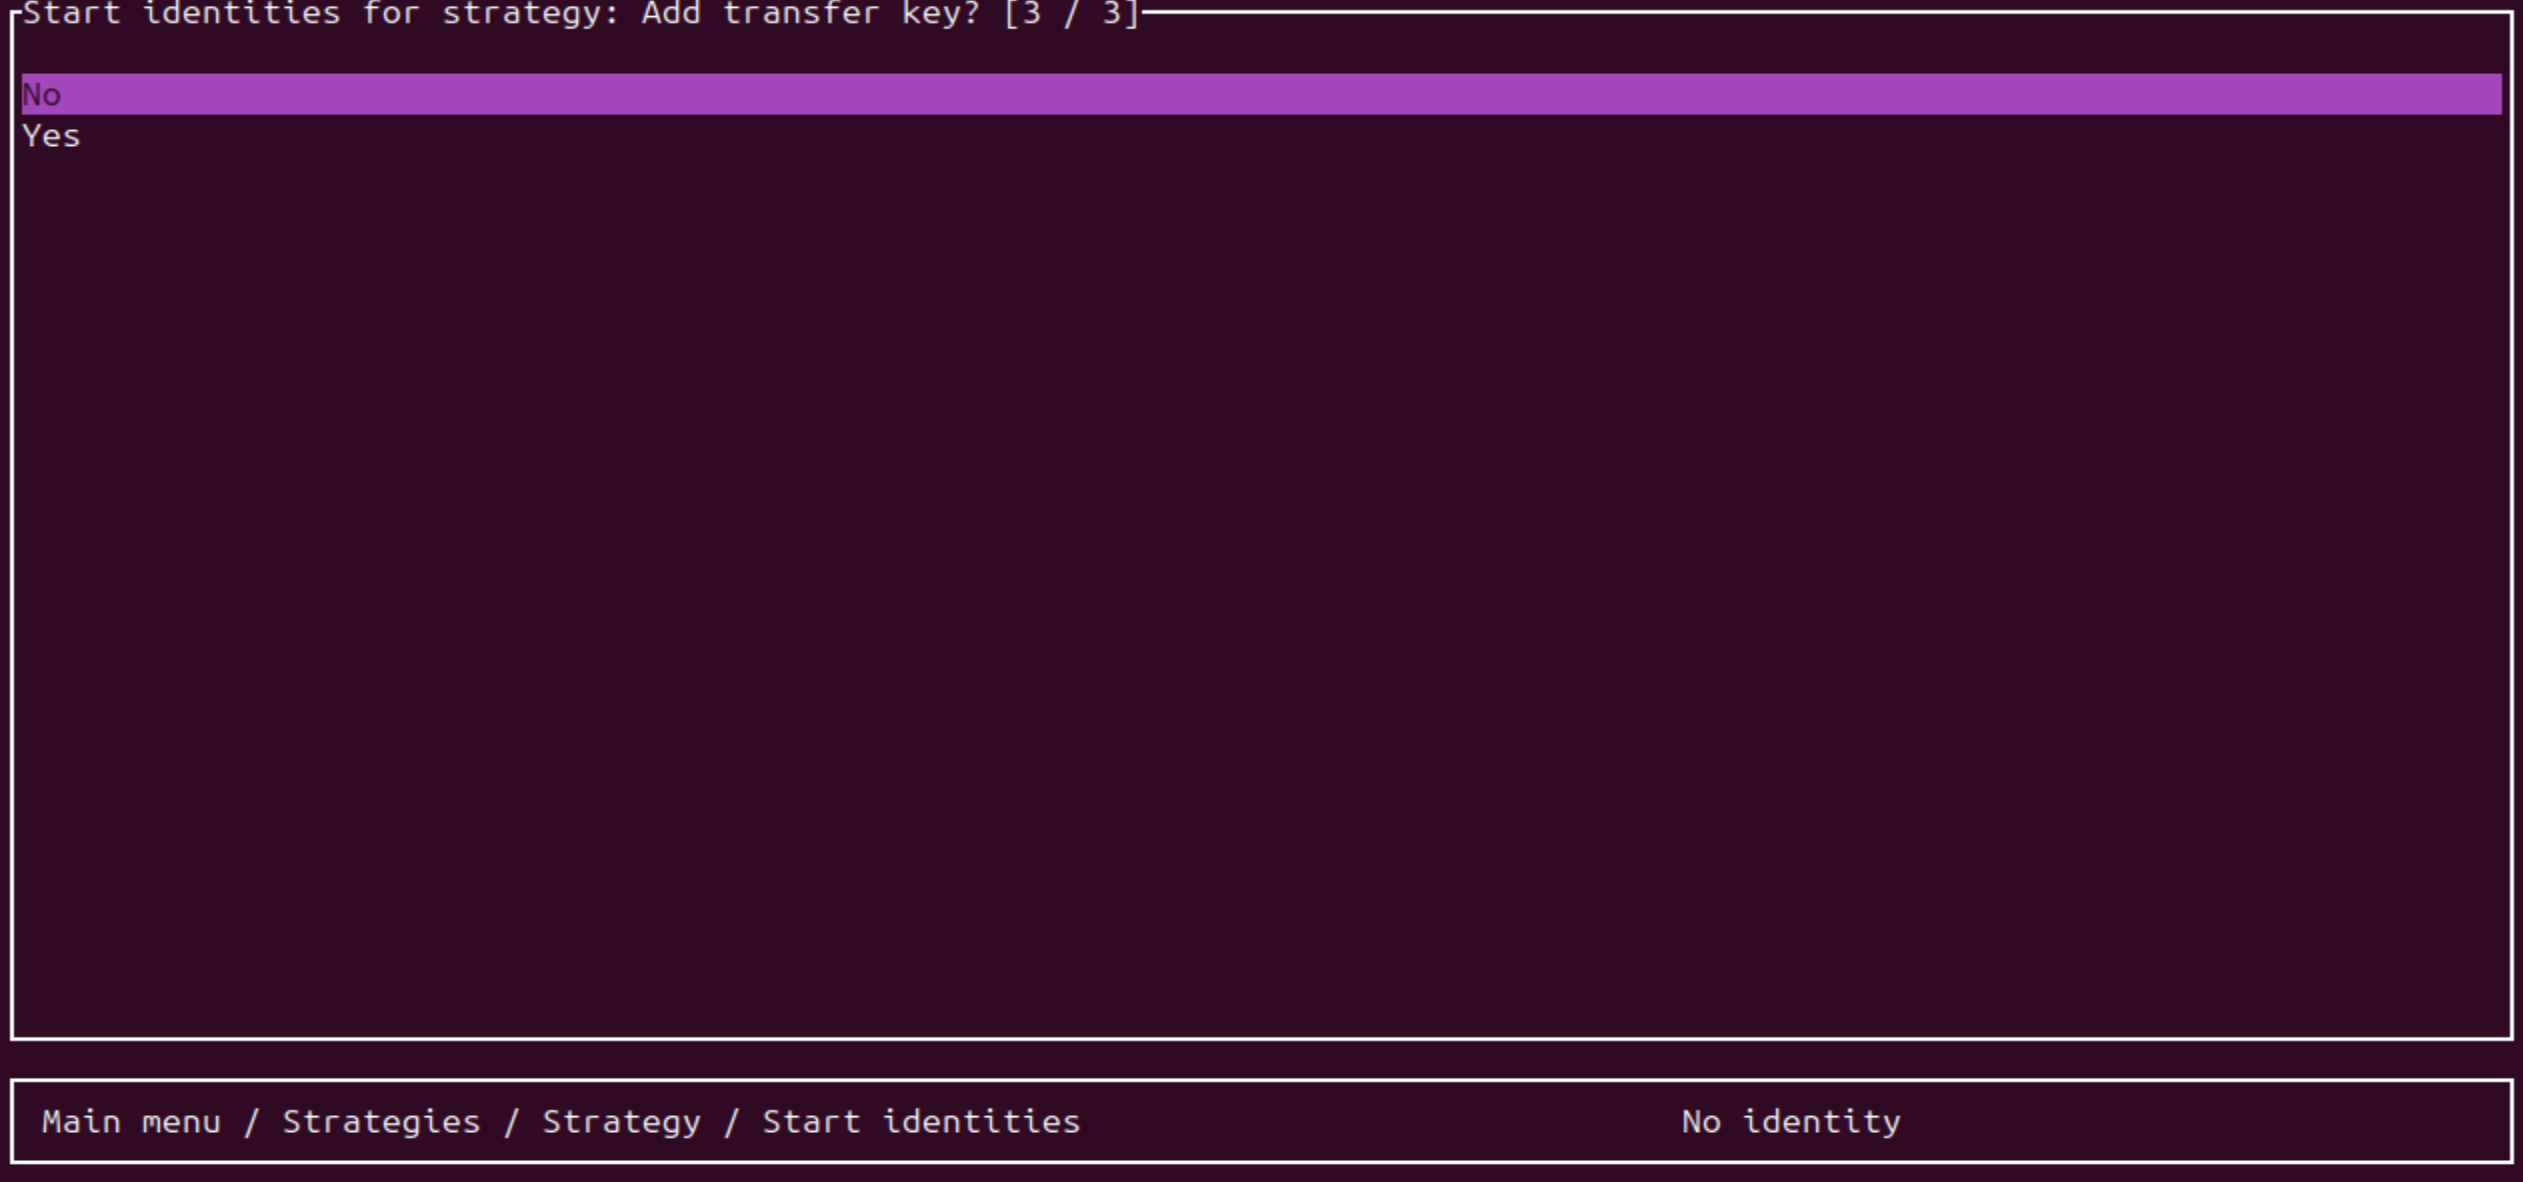 Start identities for strategy: Add transfer key? [3 / 3]
No
Yes
Main menu / Strategies / Strategy / Start identities
No identity